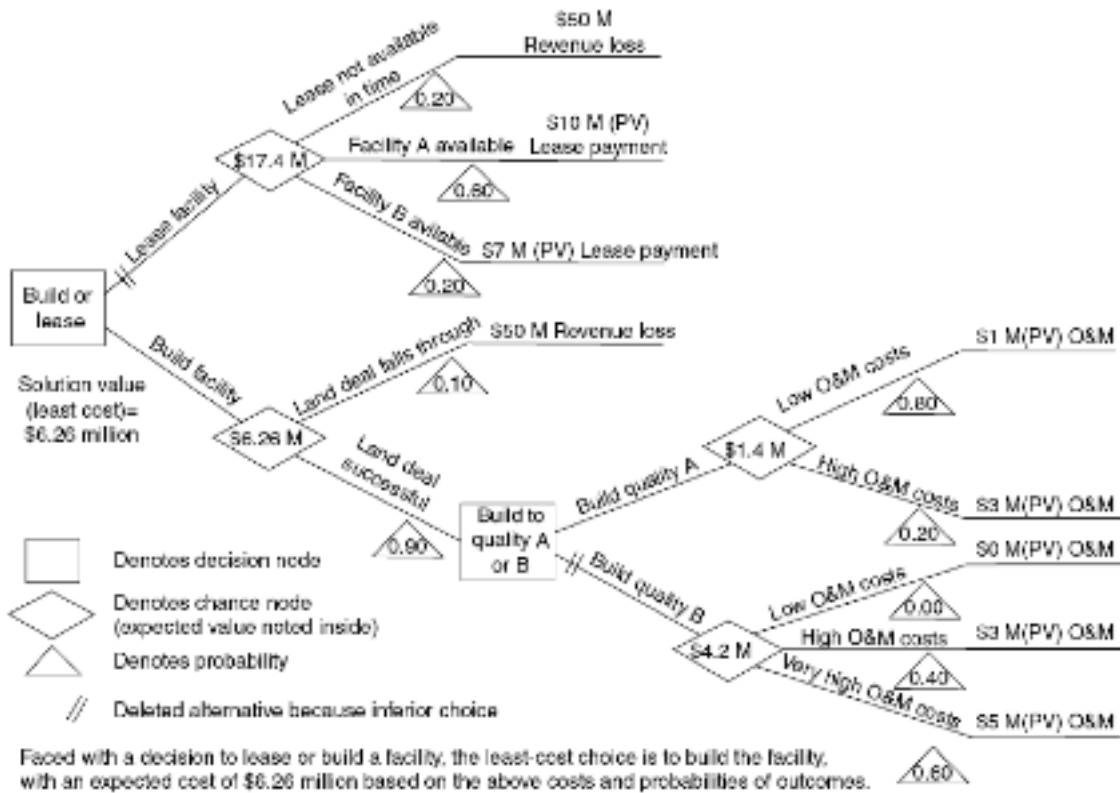 $50 M
Revenue loss
Lease not available
in time
0.20
$10 M (PV)
Facility A available
Lease payment
$17.4 M
0.60
Lease facility
Facility B avilable
$7 M (PV) Lease payment
0.20
Build or
lease
Build facility
Land deal falls through
$50 M Revenue loss
0.10
Solution value
(least cost)=
$6.26 million
$6.26 M
Land deal
successful
0.90
Build to
quality A
or B
Build quality A
$1.4 M
Low O&M costs
$1 M(PV) O&M
0.80
High O&M costs
$3 M(PV) O&M
0.20
Build quality B
$4.2 M
Low O&M costs
$0 M(PV) O&M
0.00
High O&M costs
$3 M(PV) O&M
0.40
Very high O&M costs
$5 M(PV) O&M
0.60
Denotes decision node
Denotes chance node
(expected value noted inside)
Denotes probability
// Deleted alternative because inferior choice
Faced with a decision to lease or build a facility, the least-cost choice is to build the facility,
with an expected cost of $6.26 million based on the above costs and probabilities of outcomes.